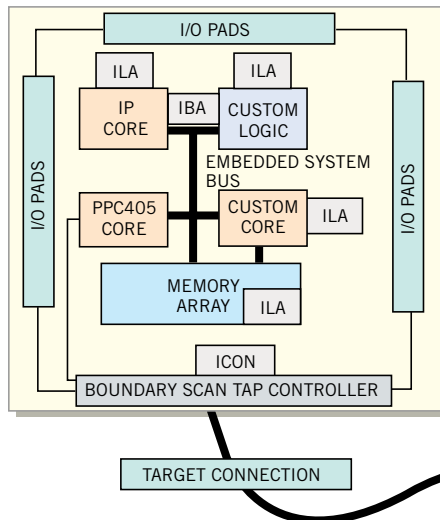 I/O PADS
ILA
ILA
IP
CORE
IBA
CUSTOM
LOGIC
I/O PADS
I/O PADS
EMBEDDED SYSTEM
BUS
PPC405
CORE
CUSTOM
CORE
ILA
MEMORY
ARRAY
ILA
ICON
BOUNDARY SCAN TAP CONTROLLER
TARGET CONNECTION